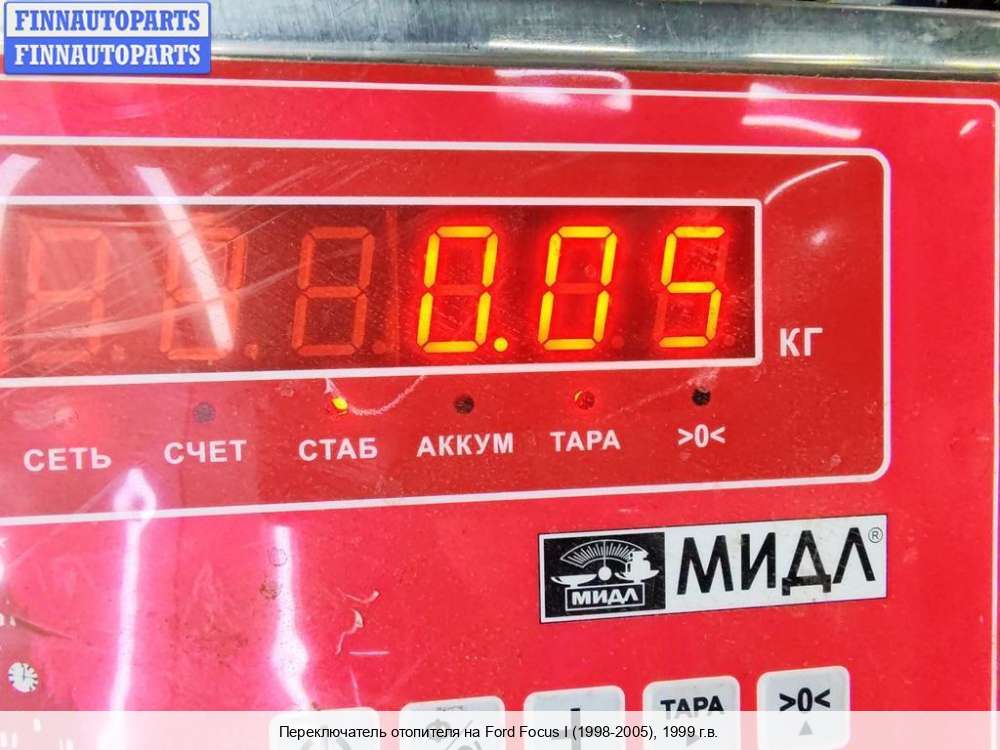 FINNAUTOPARTS
FINNAUTOPARTS
0.05
КГ
СЕТЬ СЧЕТ СТАБ АККУМ ТАРА >0<
МИДЛ МИДЛ®
ТАРА >0<
Переключатель отопителя на Ford Focus I (1998-2005), 1999 г.в.